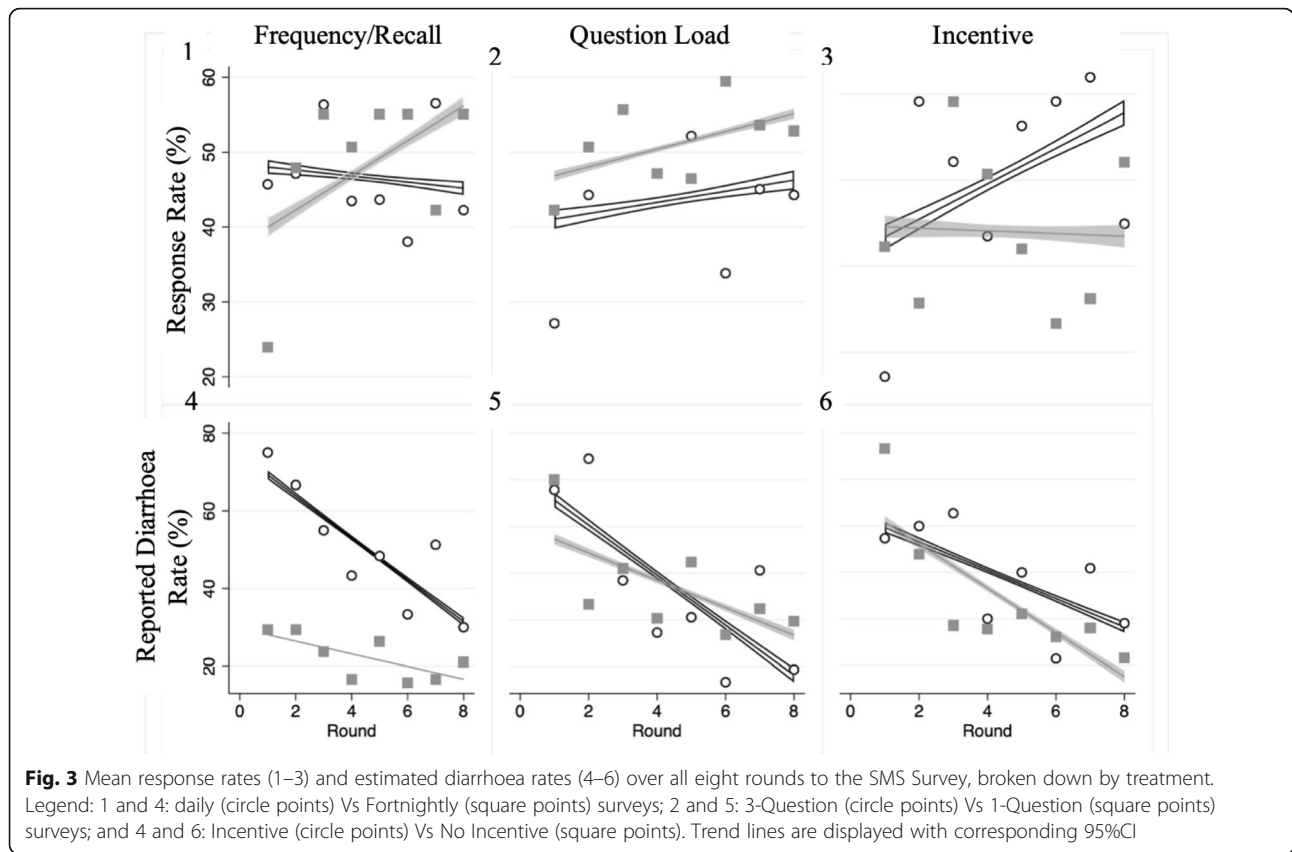 Frequency/Recall Question Load Incentive
1 2 3
Response Rate (%)
60
50
40
30
20
4 5 6
Reported Diarrhoea
Rate (%)
80
60
40
20
0 2 4 6 8 0 2 4 6 8 0 2 4 6 8
Round Round Round
Fig. 3 Mean response rates (1–3) and estimated diarrhoea rates (4–6) over all eight rounds to the SMS Survey, broken down by treatment.
Legend: 1 and 4: daily (circle points) Vs Fortnightly (square points) surveys; 2 and 5: 3-Question (circle points) Vs 1-Question (square points)
surveys; and 4 and 6: Incentive (circle points) Vs No Incentive (square points). Trend lines are displayed with corresponding 95%CI